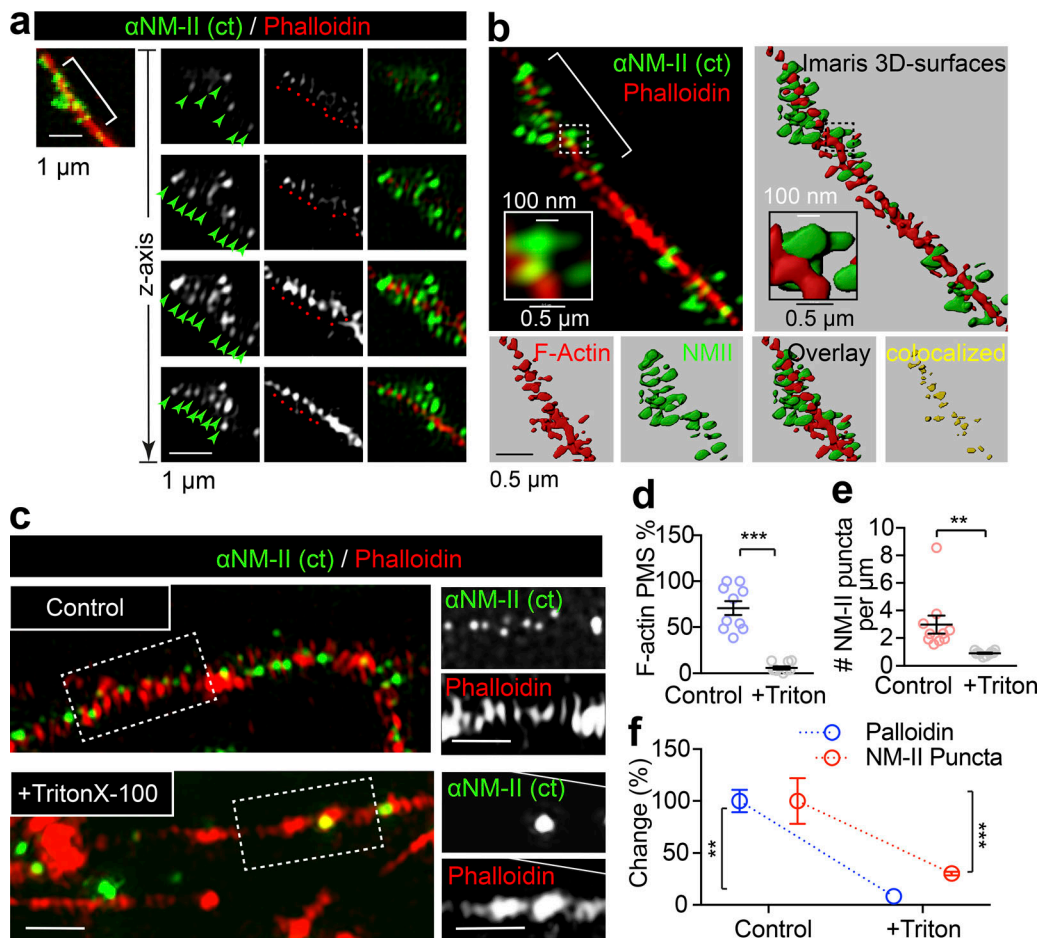 a
αNM-II (ct) / Phalloidin
1 µm
z-axis
1 µm
b
αNM-II (ct)
Phalloidin
100 nm
0.5 µm
Imaris 3D-surfaces
100 nm
0.5 µm
F-Actin
NMII
Overlay
colocalized
0.5 µm
c
αNM-II (ct) / Phalloidin
Control
αNM-II (ct)
Phalloidin
+TritonX-100
αNM-II (ct)
Phalloidin
d
F-actin PMS %
150
100
50
0
***
Control +Triton
e
# NM-II puncta
per µm
10
8
6
4
2
0
**
Control +Triton
f
Palloidin
NM-II Puncta
Change (%)
150
100
50
0
**
***
Control
+Triton